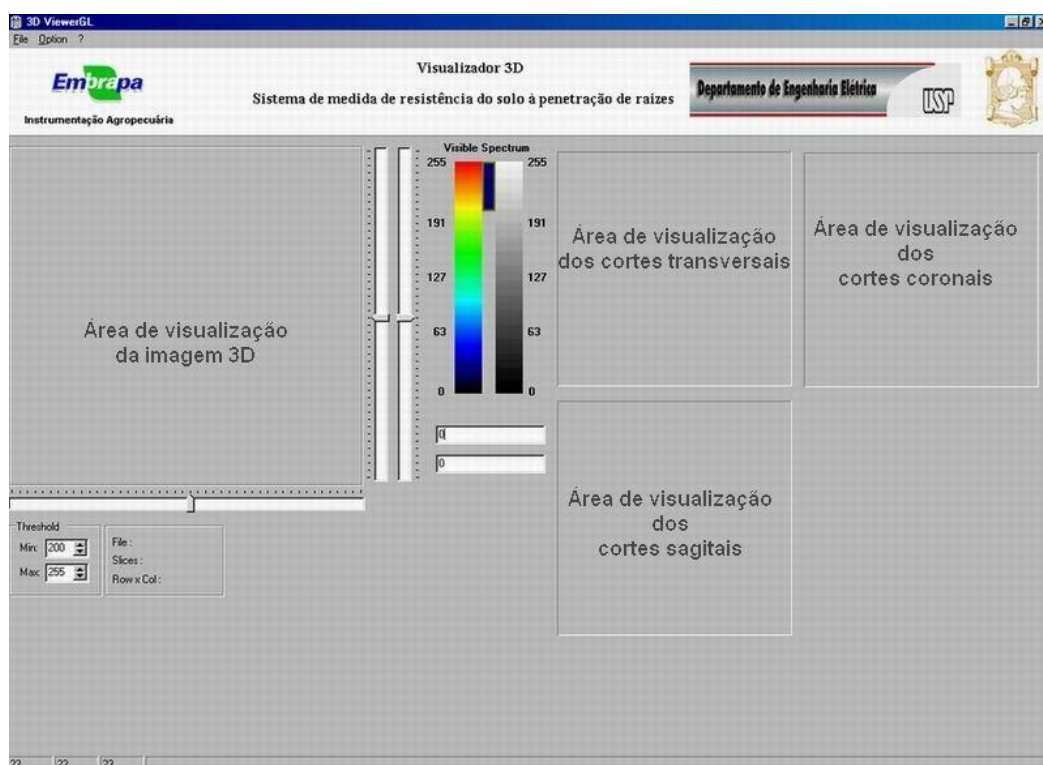 3D ViewerGL
File Option ?
Embrapa
Instrumentação Agropecuária
Visualizador 3D
Sistema de medida de resistência do solo à penetração de raizes
Departamento de Engenharia Elétrica
USP
Visible Spectrum
255 255
191 191
127 127
63 63
0 0
0
0
Área de visualização
da imagem 3D
Área de visualização
dos cortes transversais
Área de visualização
dos
cortes coronais
Área de visualização
dos
cortes sagitais
Threshold
Min: 200
Max: 255
File :
Slices :
Row x Col :
23 23 23